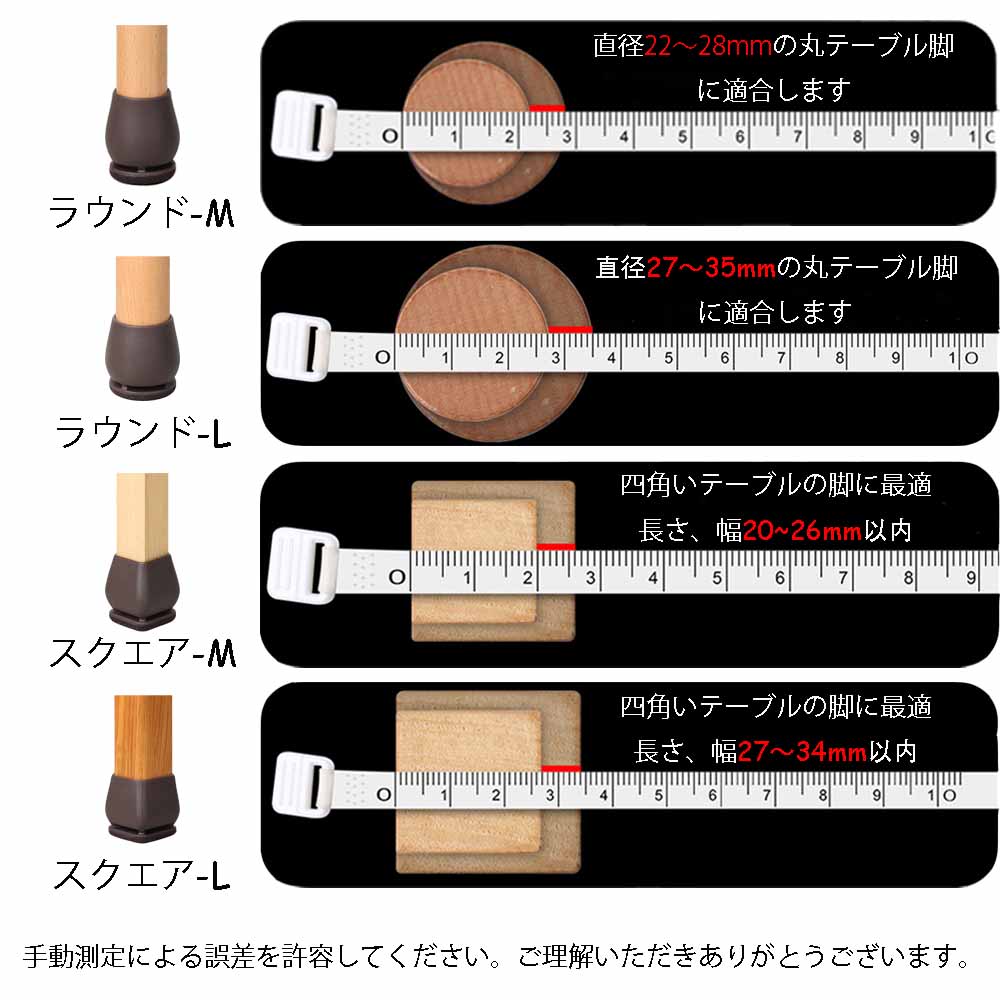 直径22～28mmの丸テーブル脚
に適合します
O 1 2 3 4 5 6 7 8 9 1O
ラウンド-M
直径27～35mmの丸テーブル脚
に適合します
O 1 2 3 4 5 6 7 8 9 1O
ラウンド-L
四角いテーブルの脚に最適
長さ、幅20~26mm以内
O 1 2 3 4 5 6 7 8 9
スクエア-M
四角いテーブルの脚に最適
長さ、幅27～34mm以内
O 1 2 3 4 5 6 7 8 9 1O
スクエア-L
手動測定による誤差を許容してください。ご理解いただきありがとうございます。